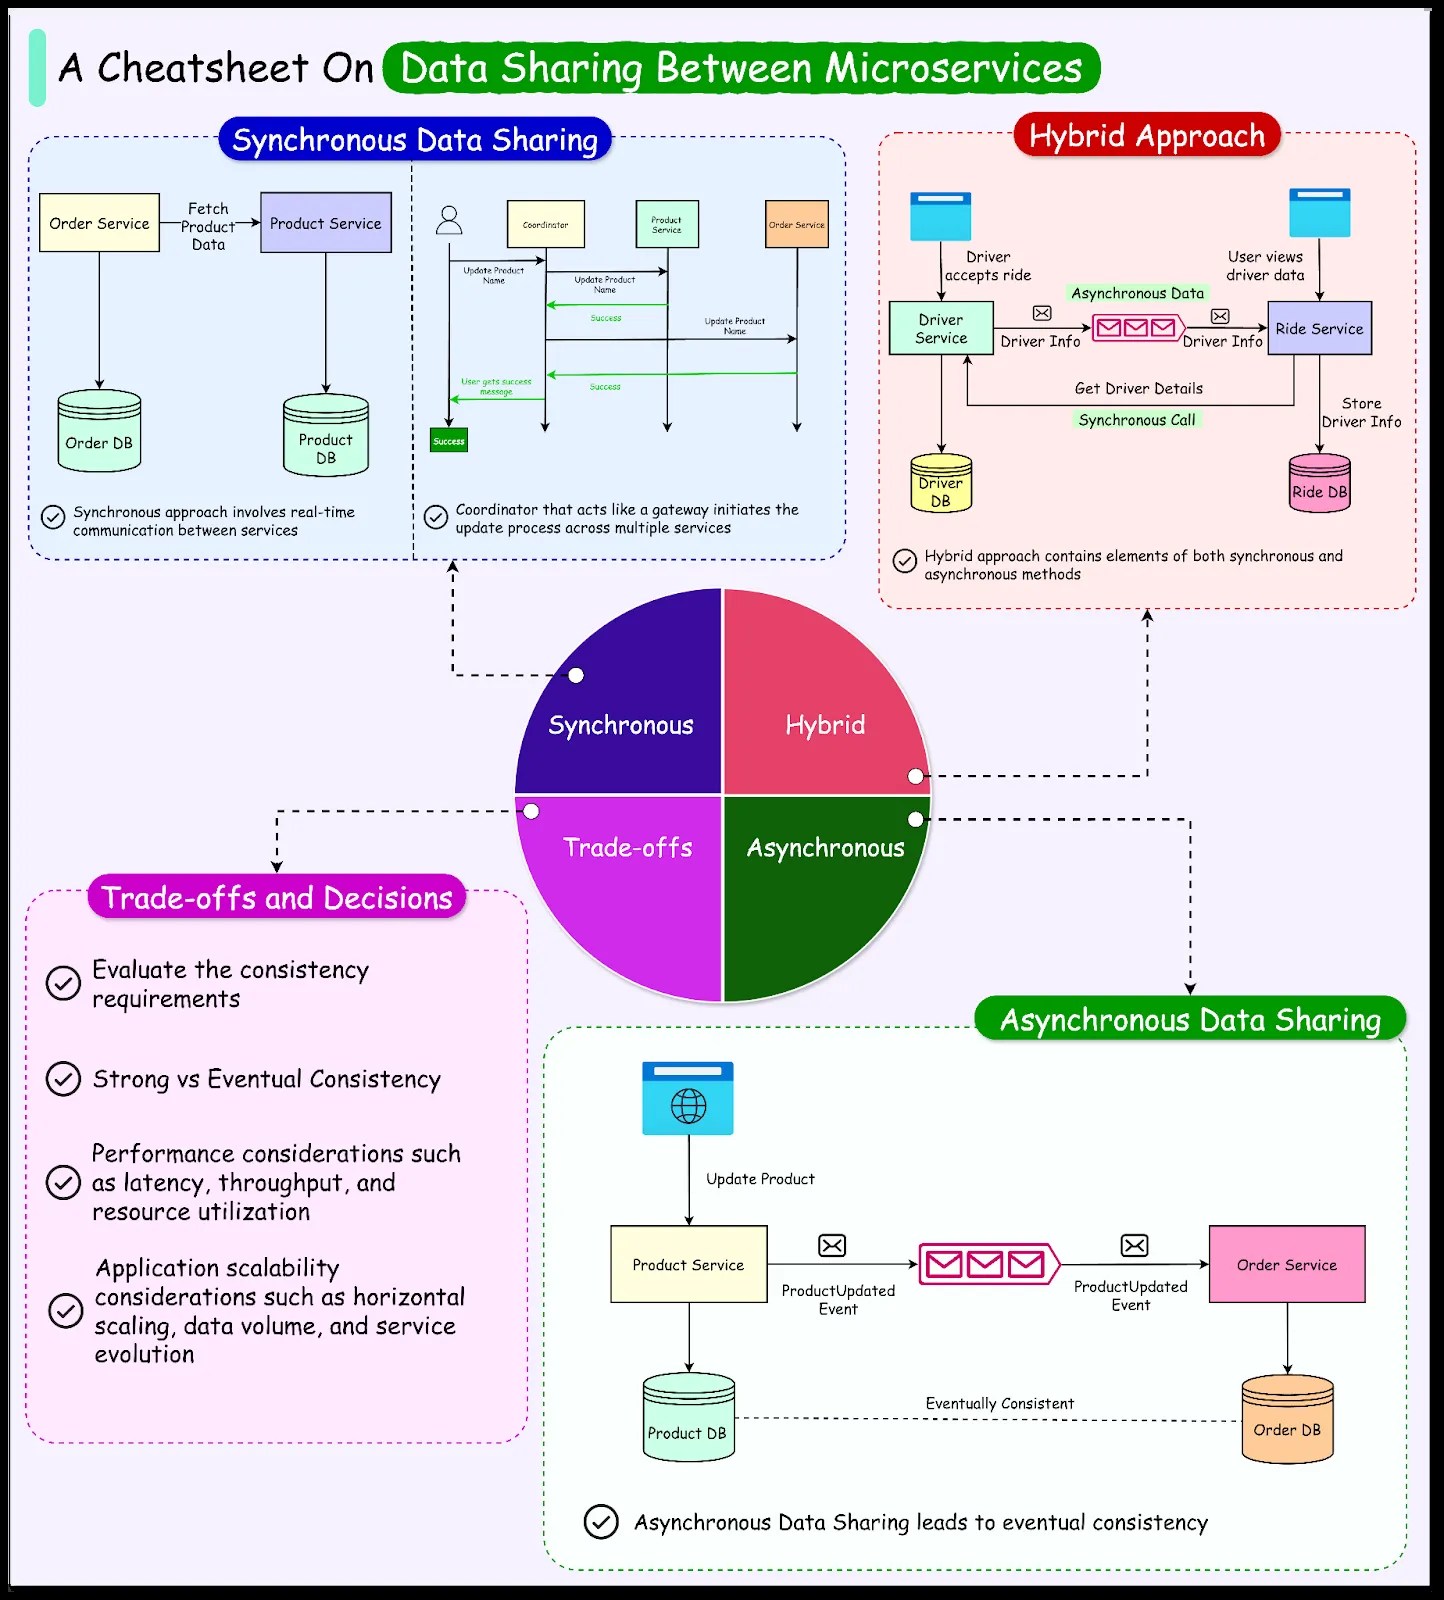 A Cheatsheet On Data Sharing Between Microservices
Synchronous Data Sharing
Order Service
Fetch
Product
Data
Product Service
Order DB
Product
DB
Synchronous approach involves real-time
communication between services
Coordinator
Product
Service
Order Service
Update Product
Name
Update Product
Name
Success
Update Product
Name
Success
User gets success
message
Success
Coordinator that acts like a gateway initiates the
update process across multiple services
Hybrid Approach
Driver
accepts ride
User views
driver data
Asynchronous Data
Driver
Service
Driver Info
Driver Info
Ride Service
Get Driver Details
Synchronous Call
Store
Driver Info
Driver
DB
Ride DB
Hybrid approach contains elements of both synchronous and
asynchronous methods
Synchronous
Hybrid
Trade-offs
Asynchronous
Trade-offs and Decisions
Evaluate the consistency
requirements
Strong vs Eventual Consistency
Performance considerations such
as latency, throughput, and
resource utilization
Application scalability
considerations such as horizontal
scaling, data volume, and service
evolution
Asynchronous Data Sharing
Update Product
Product Service
ProductUpdated
Event
ProductUpdated
Event
Order Service
Eventually Consistent
Product DB
Order DB
Asynchronous Data Sharing leads to eventual consistency